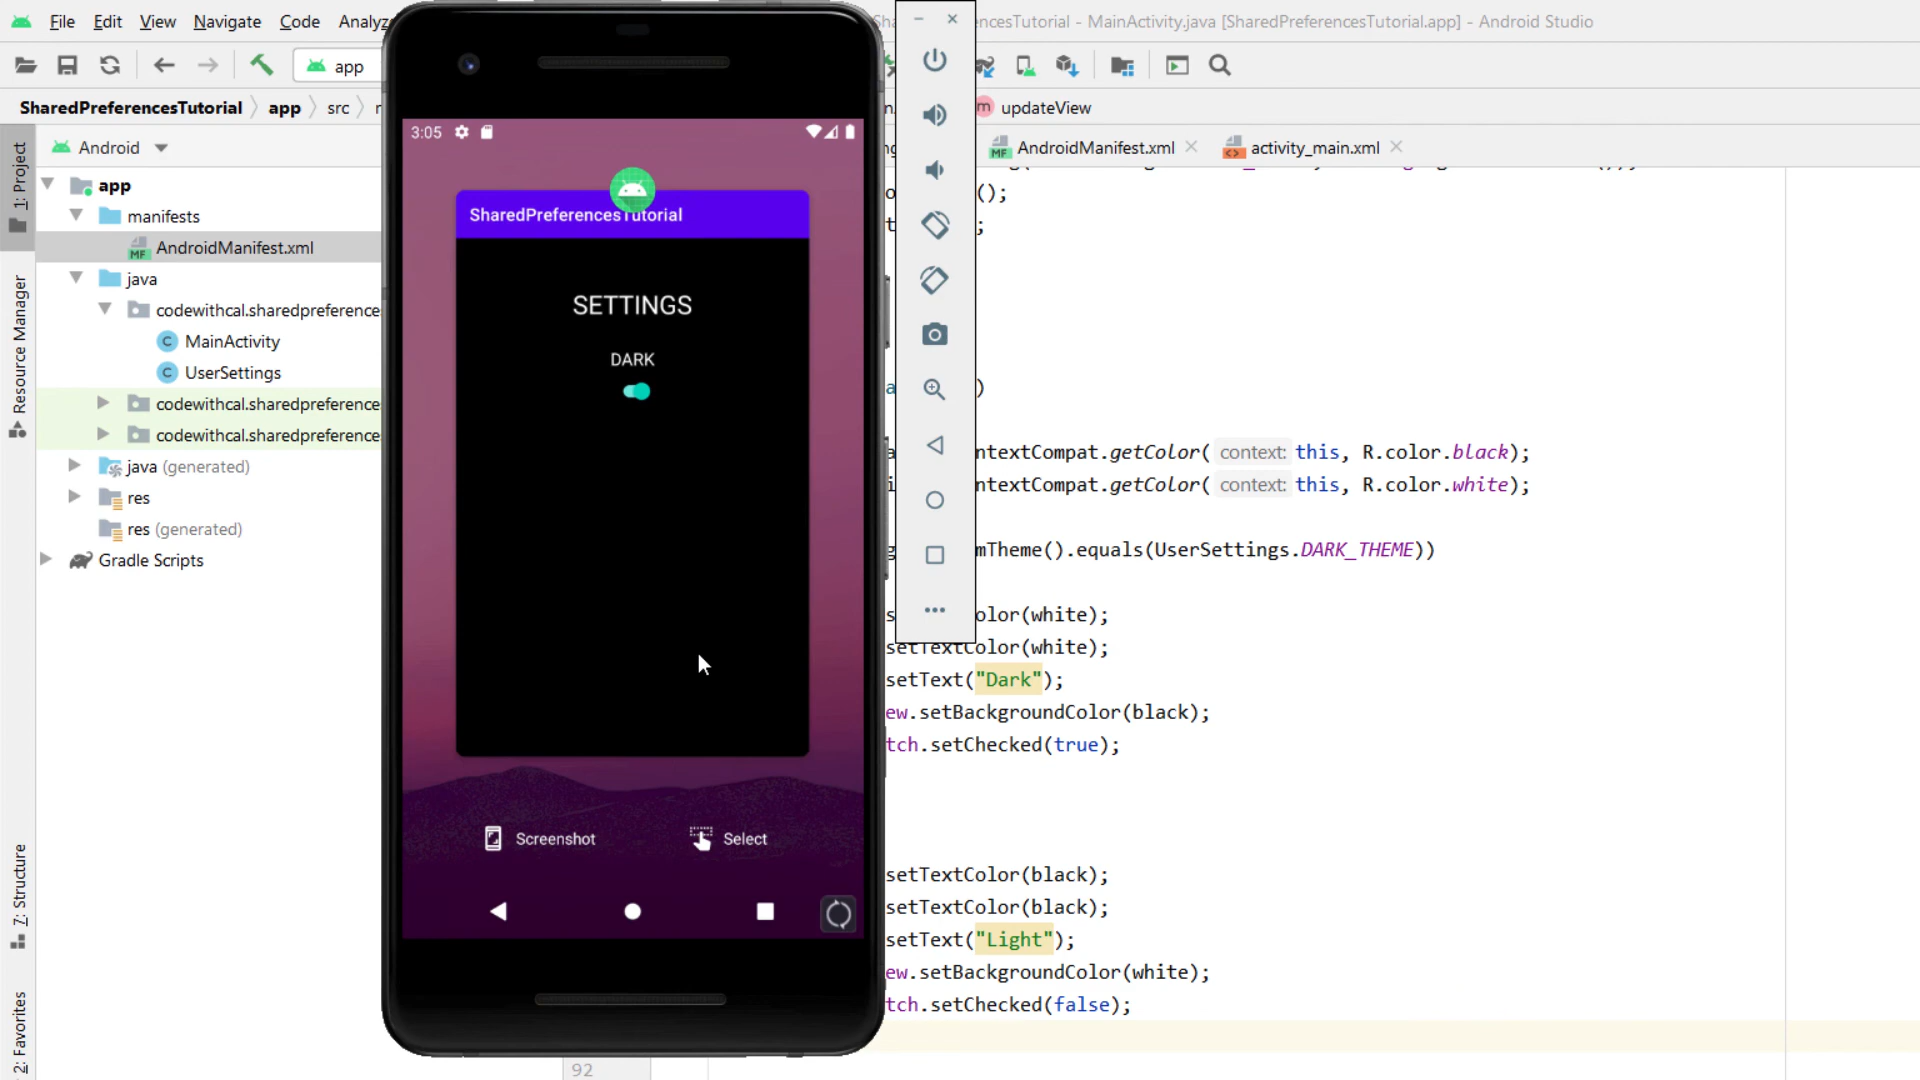 File Edit View Navigate Code
PreferencesTutorial - MainActivity.java [SharedPreferencesTutorial.app] - Android Studio
app
SharedPreferencesTutorial app src
updateView
Android
AndroidManifest.xml
activity_main.xml
1: Project
Resource Manager
7: Structure
2: Favorites
app
manifests
MF AndroidManifest.xml
java
codewithcal.sharedpreference
C MainActivity
C UserSettings
codewithcal.sharedpreference
codewithcal.sharedpreference
java (generated)
res
res (generated)
Gradle Scripts
3:05
SharedPreferencesTutorial
SETTINGS
DARK
Screenshot Select
();
;
)
ntextCompat.getColor( context: this, R.color.black);
ntextCompat.getColor( context: this, R.color.white);
mTheme().equals(UserSettings.DARK_THEME))
olor(white);
setTextColor(white);
setText("Dark");
ew.setBackgroundColor(black);
tch.setChecked(true);
setTextColor(black);
setTextColor(black);
setText("Light");
ew.setBackgroundColor(white);
tch.setChecked(false);
92